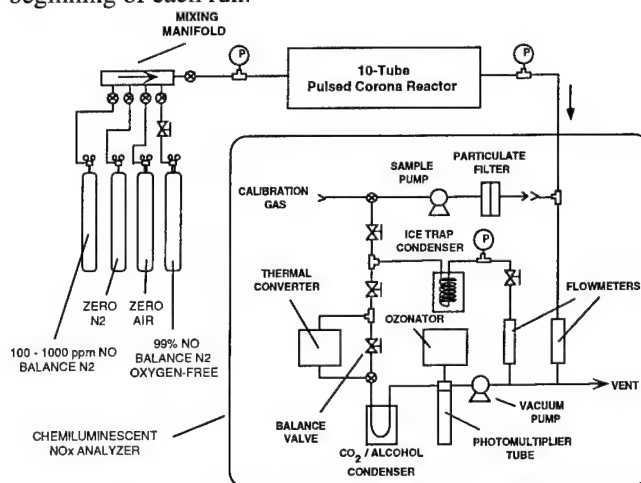 beginning of each run.
MIXING
MANIFOLD
P
10-Tube
Pulsed Corona Reactor
P
CALIBRATION
GAS
SAMPLE
PUMP
PARTICULATE
FILTER
ICE TRAP
CONDENSER
P
THERMAL
CONVERTER
OZONATOR
FLOWMETERS
ZERO
N2
ZERO
AIR
100 - 1000 ppm NO
BALANCE N2
99% NO
BALANCE N2
OXYGEN-FREE
BALANCE
VALVE
VENT
VACUUM
PUMP
CHEMILUMINESCENT
NOx ANALYZER
CO2 / ALCOHOL
CONDENSER
PHOTOMULTIPLIER
TUBE